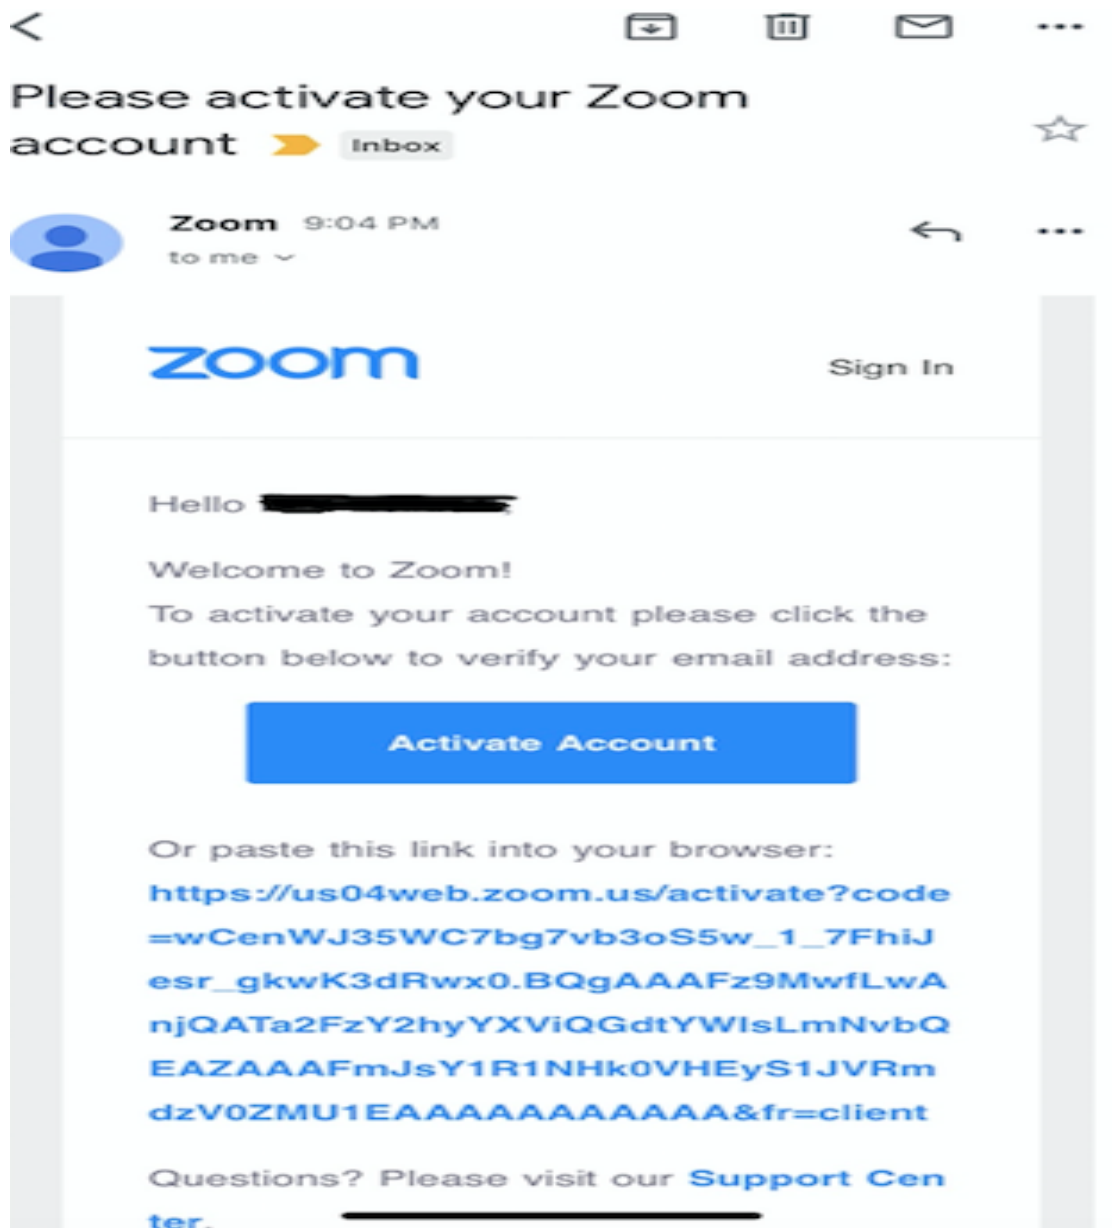 Please activate your Zoom
account Inbox
Zoom 9:04 PM
to me
zoom
Sign In
Hello
Welcome to Zoom!
To activate your account please click the
button below to verify your email address:
Activate Account
Or paste this link into your browser:
https://us04web.zoom.us/activate?code
=wCenWJ35WC7bg7vb3oS5w_1_7FhiJ
esr_gkwK3dRwx0.BQgAAAFz9MwfLwA
njQATa2FzY2hyYXViQGdtYWlsLmNvbQ
EAZAAAFmJsY1R1NHk0VHEyS1JVRm
dzV0ZMU1EAAAAAAAAAAA&fr=client
Questions? Please visit our Support Cen
ter.